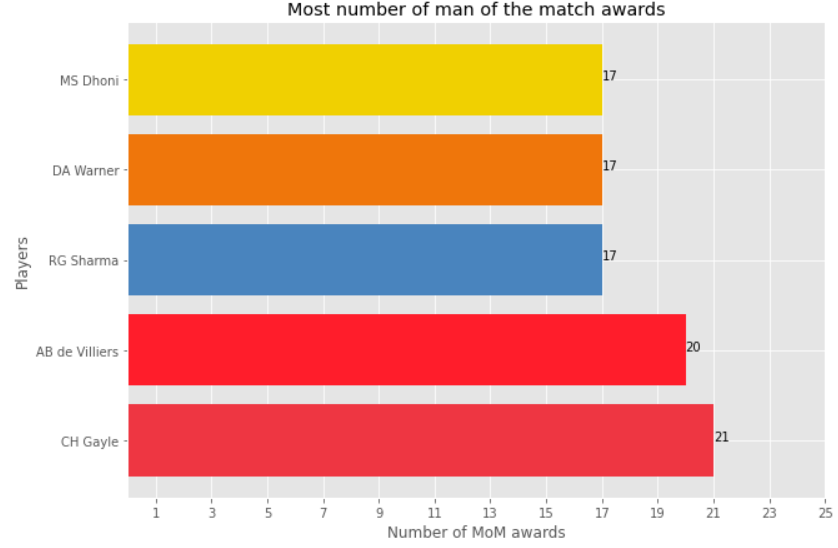 Most number of man of the match awards
MS Dhoni
17
DA Warner
17
RG Sharma
17
AB de Villiers
20
CH Gayle
21
Players
1 3 5 7 9 11 13 15 17 19 21 23 25
Number of MoM awards